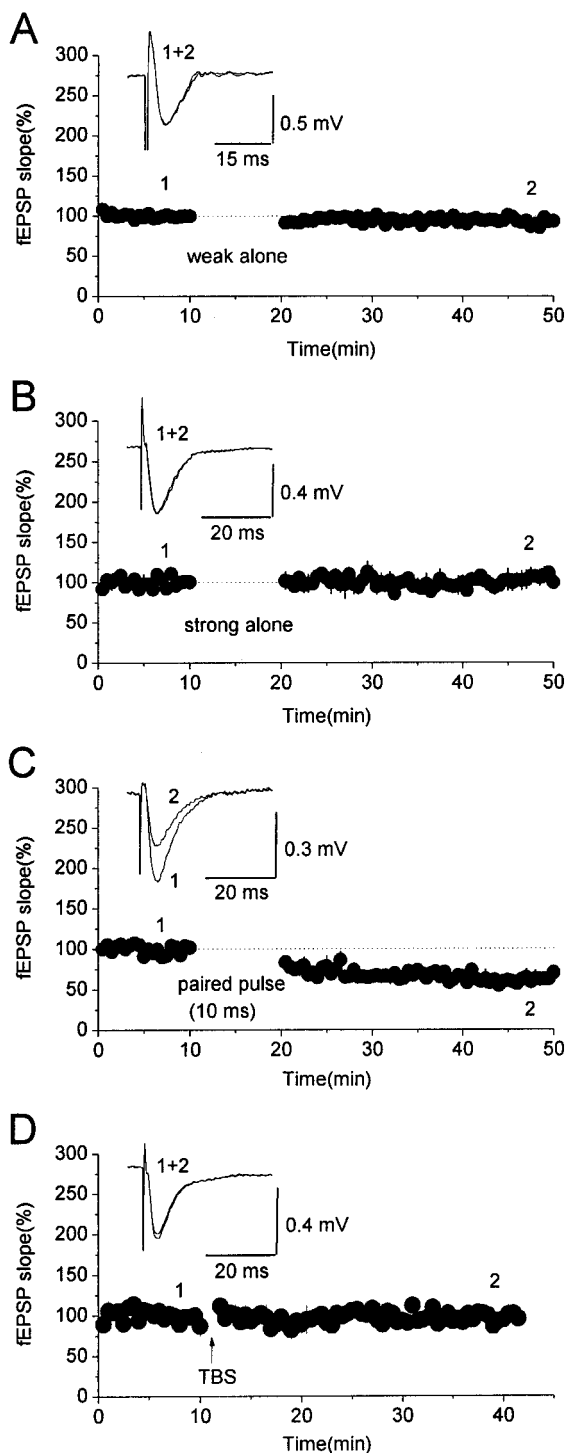 A
300
250
200
150
100
50
0
fEPSP slope(%)
1+2
0.5 mV
15 ms
1
2
weak alone
0 10 20 30 40 50
Time(min)
B
300
250
200
150
100
50
0
fEPSP slope(%)
1+2
0.4 mV
20 ms
1
2
strong alone
0 10 20 30 40 50
Time(min)
C
300
250
200
150
100
50
0
fEPSP slope(%)
2
0.3 mV
1
20 ms
1
paired pulse
(10 ms)
2
0 10 20 30 40 50
Time(min)
D
300
250
200
150
100
50
0
fEPSP slope(%)
1+2
0.4 mV
20 ms
1
2
TBS
0 10 20 30 40
Time(min)